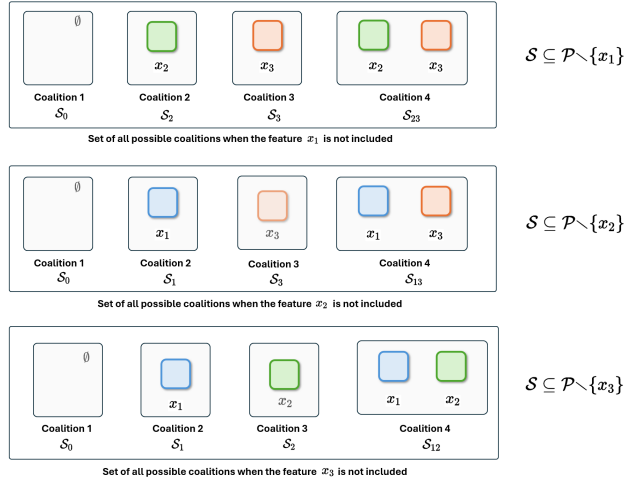 ∅
x₂
x₃
x₂ x₃
𝒮 ⊆ 𝒫∖{x₁}
Coalition 1 Coalition 2 Coalition 3 Coalition 4
𝒮₀ 𝒮₂ 𝒮₃ 𝒮₂₃
Set of all possible coalitions when the feature x₁ is not included
∅
x₁
x₃
x₁ x₃
𝒮 ⊆ 𝒫∖{x₂}
Coalition 1 Coalition 2 Coalition 3 Coalition 4
𝒮₀ 𝒮₁ 𝒮₃ 𝒮₁₃
Set of all possible coalitions when the feature x₂ is not included
∅
x₁
x₂
x₁ x₂
𝒮 ⊆ 𝒫∖{x₃}
Coalition 1 Coalition 2 Coalition 3 Coalition 4
𝒮₀ 𝒮₁ 𝒮₂ 𝒮₁₂
Set of all possible coalitions when the feature x₃ is not included